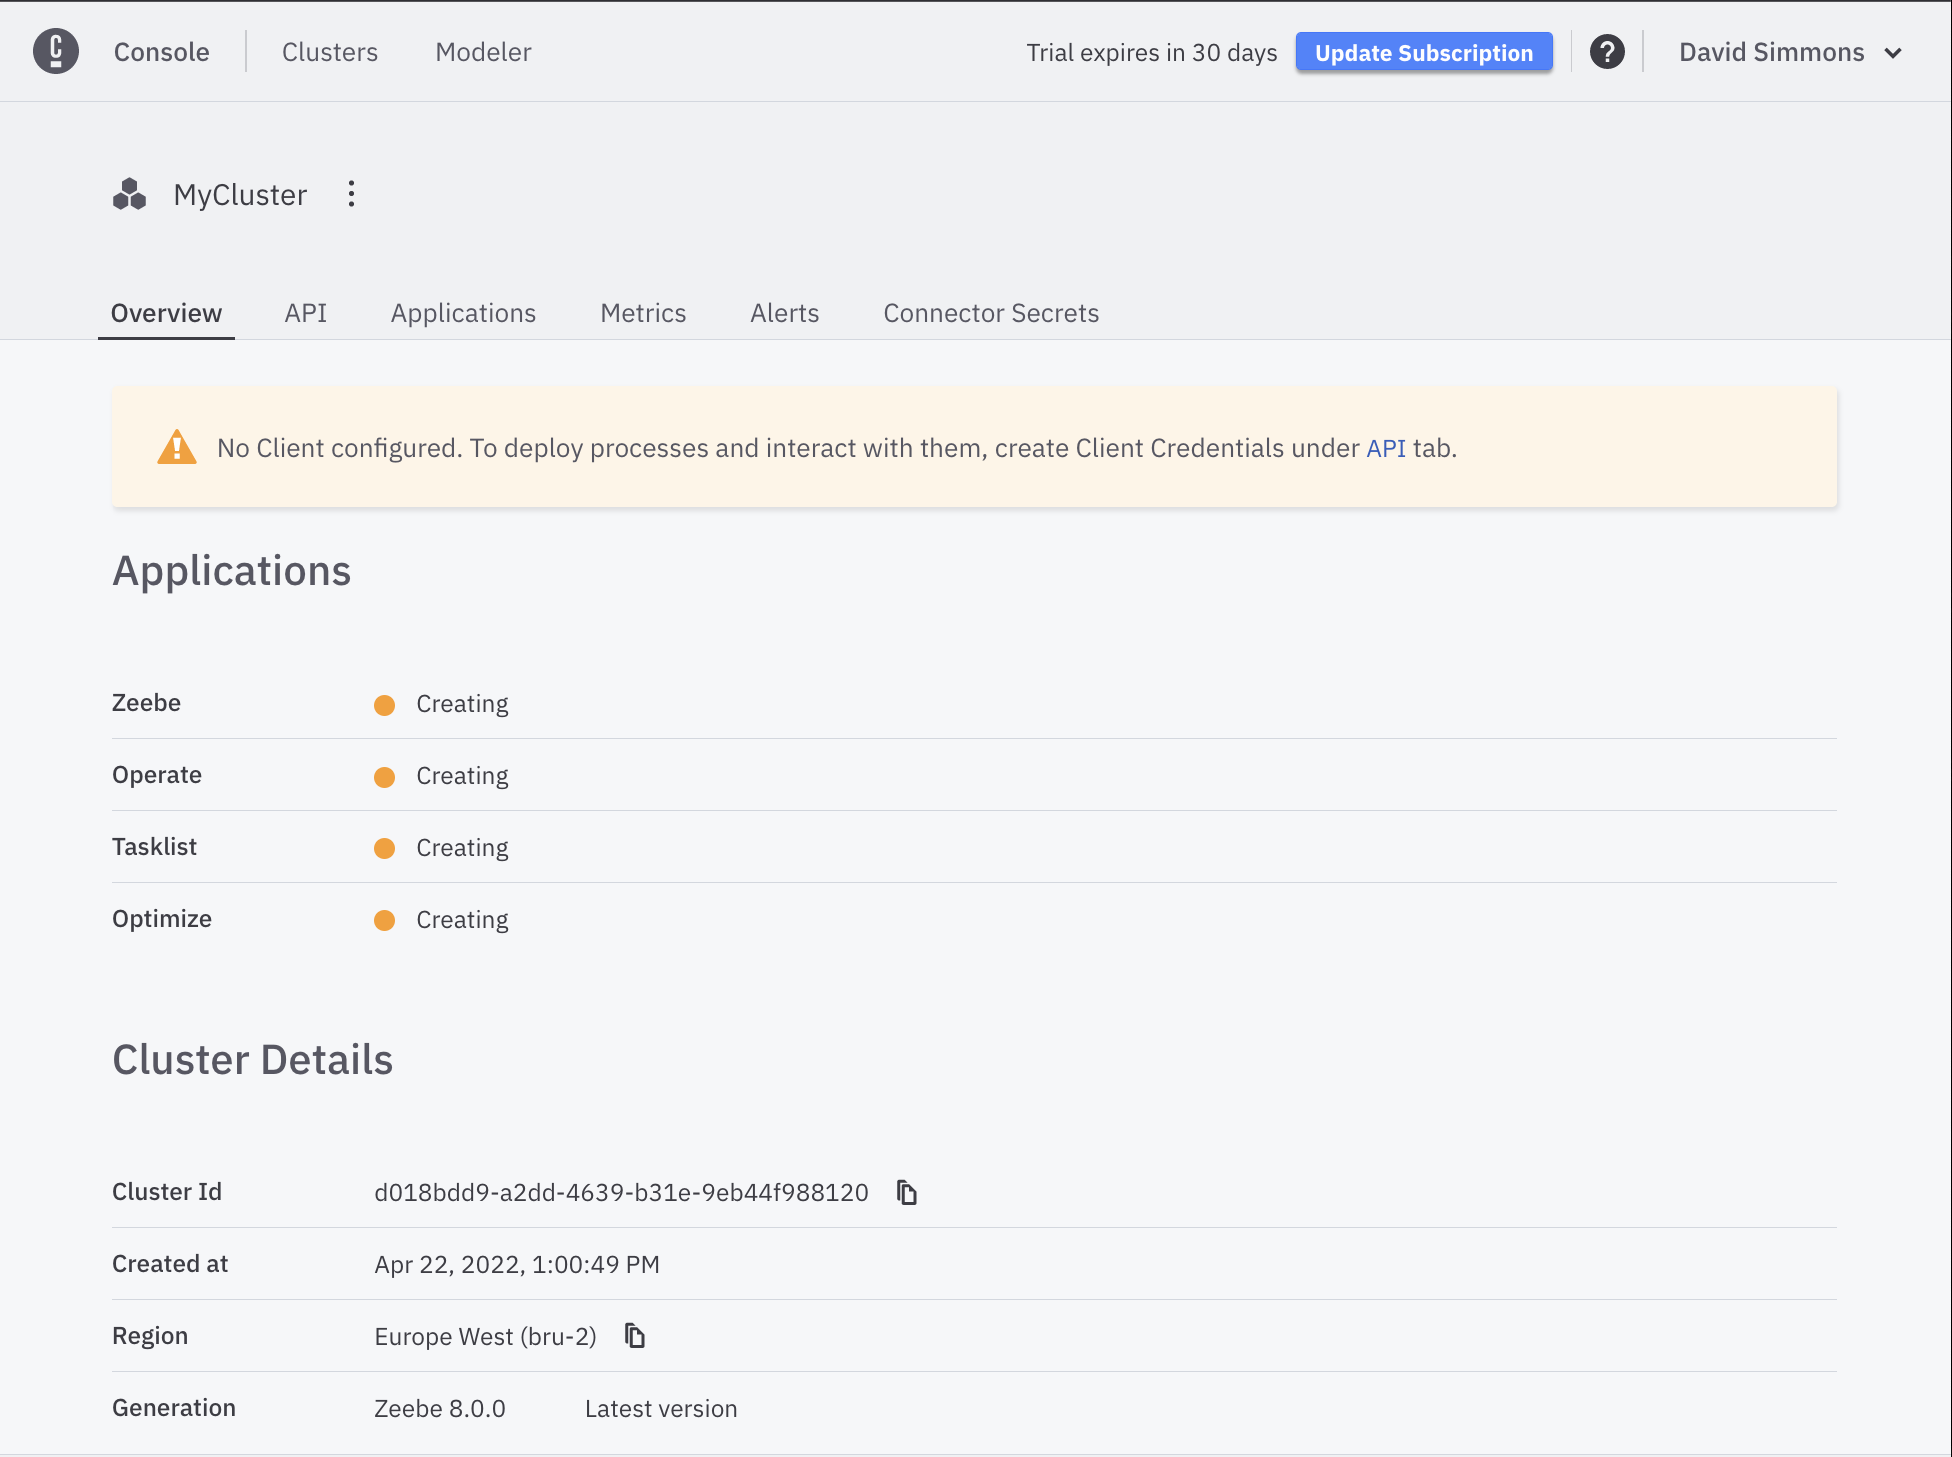 Console Clusters Modeler Trial expires in 30 days Update Subscription ? David Simmons
MyCluster
Overview API Applications Metrics Alerts Connector Secrets
No Client configured. To deploy processes and interact with them, create Client Credentials under API tab.
Applications
Zeebe Creating
Operate Creating
Tasklist Creating
Optimize Creating
Cluster Details
Cluster Id d018bdd9-a2dd-4639-b31e-9eb44f988120
Created at Apr 22, 2022, 1:00:49 PM
Region Europe West (bru-2)
Generation Zeebe 8.0.0 Latest version